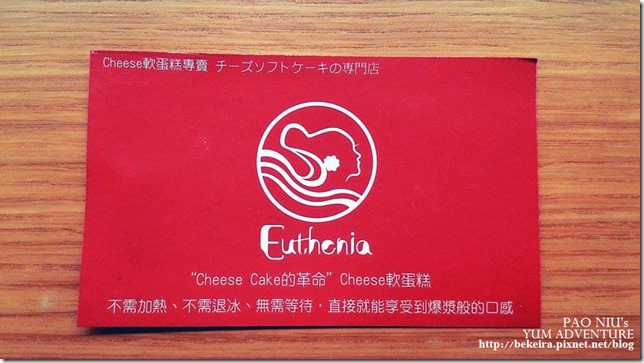 Cheese軟蛋糕專賣 チーズソフトケーキの専門店
Euthenia
“Cheese Cake的革命” Cheese軟蛋糕
不需加熱、不需退冰、無需等待，直接就能享受到爆漿般的口感
PAO NIU's
YUM ADVENTURE
http://bekeira.pixnet.net/blog